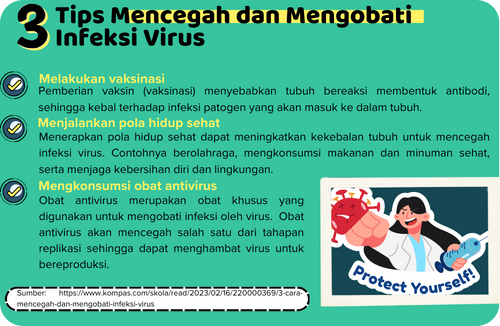 3 Tips Mencegah dan Mengobati
Infeksi Virus
Melakukan vaksinasi
Pemberian vaksin (vaksinasi) menyebabkan tubuh bereaksi membentuk antibodi,
sehingga kebal terhadap infeksi patogen yang akan masuk ke dalam tubuh.
Menjalankan pola hidup sehat
Menerapkan pola hidup sehat dapat meningkatkan kekebalan tubuh untuk mencegah
infeksi virus. Contohnya berolahraga, mengkonsumsi makanan dan minuman sehat,
serta menjaga kebersihan diri dan lingkungan.
Mengkonsumsi obat antivirus
Obat antivirus merupakan obat khusus yang
digunakan untuk mengobati infeksi oleh virus. Obat
antivirus akan mencegah salah satu dari tahapan
replikasi sehingga dapat menghambat virus untuk
bereproduksi.
Protect Yourself!
Sumber: https://www.kompas.com/skola/read/2023/02/16/220000369/3-cara-
mencegah-dan-mengobati-infeksi-virus